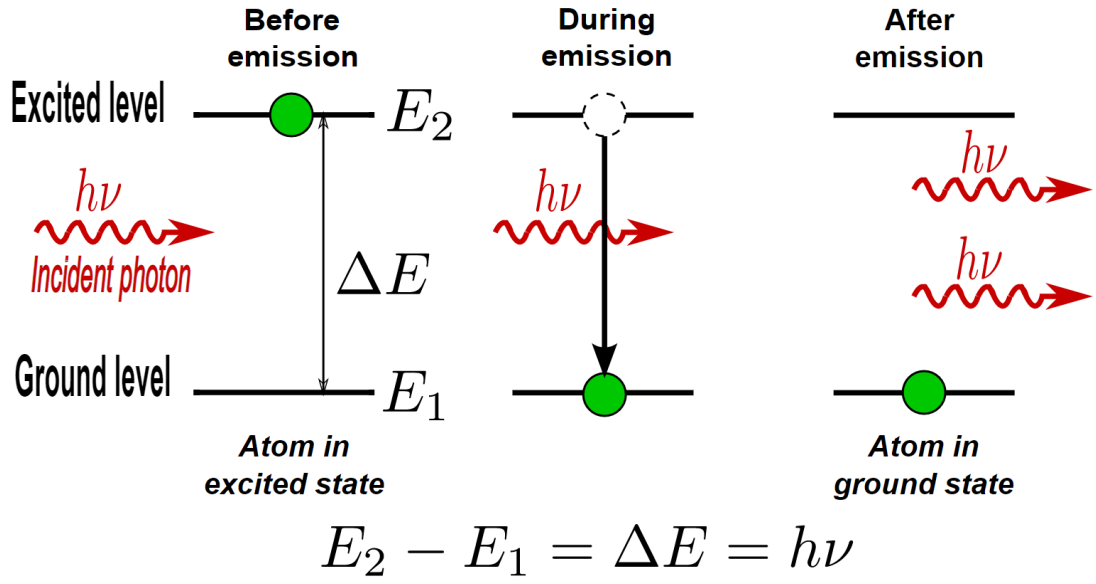 Before
emission
During
emission
After
emission
Excited level
E₂
hν
Incident photon
ΔE
hν
hν
hν
Ground level
E₁
Atom in
excited state
Atom in
ground state
E₂ − E₁ = ΔE = hν